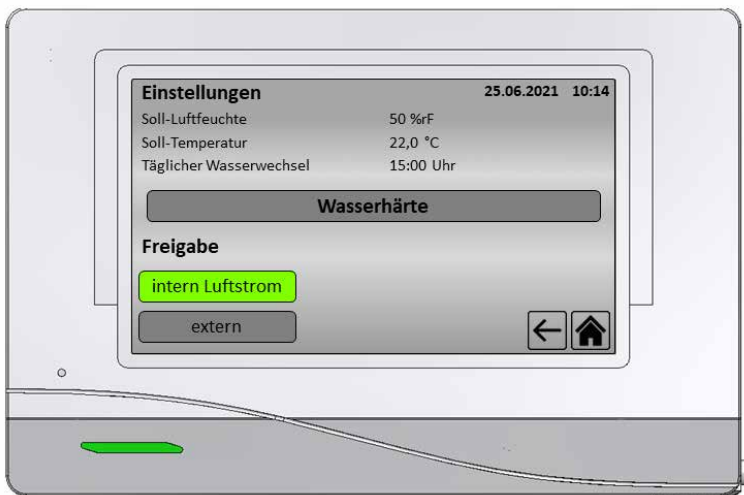 Einstellungen 25.06.2021 10:14
Soll-Luftfeuchte 50 %rF
Soll-Temperatur 22,0 °C
Täglicher Wasserwechsel 15:00 Uhr
Wasserhärte
Freigabe
intern Luftstrom
extern